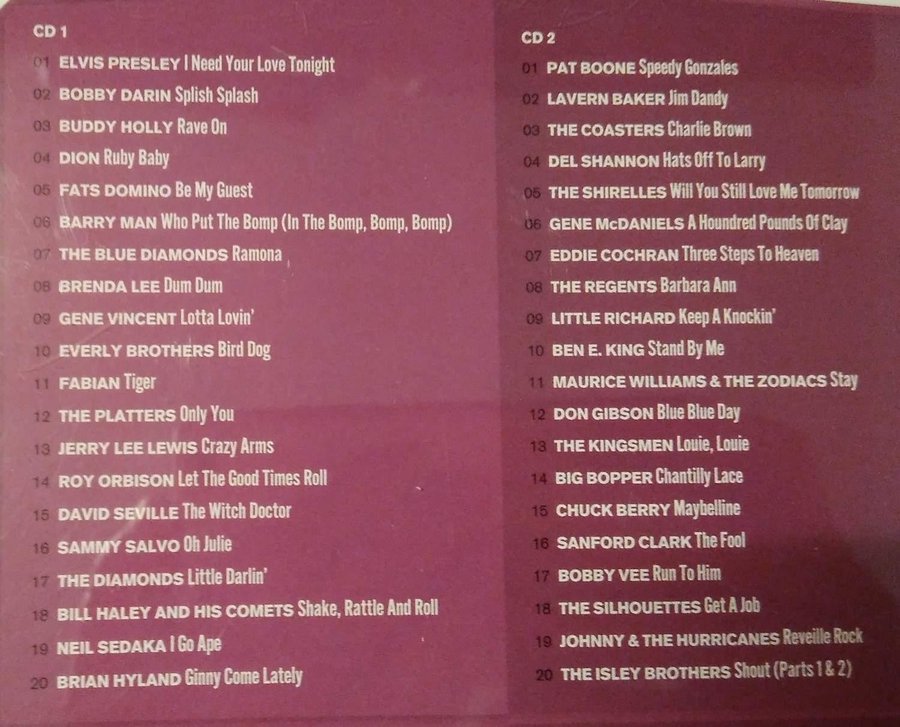 CD 1
01 ELVIS PRESLEY I Need Your Love Tonight
02 BOBBY DARIN Splish Splash
03 BUDDY HOLLY Rave On
04 DION Ruby Baby
05 FATS DOMINO Be My Guest
06 BARRY MAN Who Put The Bomp (In The Bomp, Bomp, Bomp)
07 THE BLUE DIAMONDS Ramona
08 BRENDA LEE Dum Dum
09 GENE VINCENT Lotta Lovin'
10 EVERLY BROTHERS Bird Dog
11 FABIAN Tiger
12 THE PLATTERS Only You
13 JERRY LEE LEWIS Crazy Arms
14 ROY ORBISON Let The Good Times Roll
15 DAVID SEVILLE The Witch Doctor
16 SAMMY SALVO Oh Julie
17 THE DIAMONDS Little Darlin'
18 BILL HALEY AND HIS COMETS Shake, Rattle And Roll
19 NEIL SEDAKA I Go Ape
20 BRIAN HYLAND Ginny Come Lately
CD 2
01 PAT BOONE Speedy Gonzales
02 LAVERN BAKER Jim Dandy
03 THE COASTERS Charlie Brown
04 DEL SHANNON Hats Off To Larry
05 THE SHIRELLES Will You Still Love Me Tomorrow
06 GENE McDANIELS A Houndred Pounds Of Clay
07 EDDIE COCHRAN Three Steps To Heaven
08 THE REGENTS Barbara Ann
09 LITTLE RICHARD Keep A Knockin'
10 BEN E. KING Stand By Me
11 MAURICE WILLIAMS & THE ZODIACS Stay
12 DON GIBSON Blue Blue Day
13 THE KINGSMEN Louie, Louie
14 BIG BOPPER Chantilly Lace
15 CHUCK BERRY Maybelline
16 SANFORD CLARK The Fool
17 BOBBY VEE Run To Him
18 THE SILHOUETTES Get A Job
19 JOHNNY & THE HURRICANES Reveille Rock
20 THE ISLEY BROTHERS Shout (Parts 1 & 2)